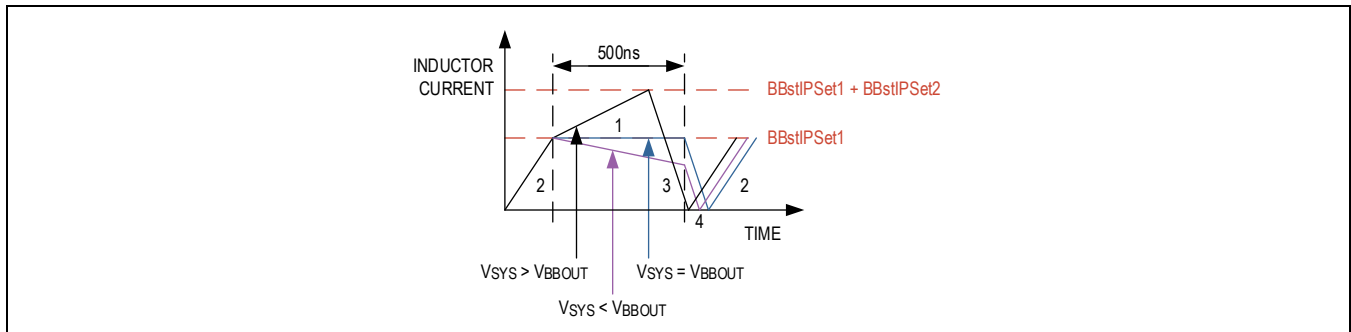 500ns
INDUCTOR
CURRENT
BBstIPSet1 + BBstIPSet2
1
BBstIPSet1
2
3
2
4
TIME
VSYS > VBBOUT
VSYS = VBBOUT
VSYS < VBBOUT